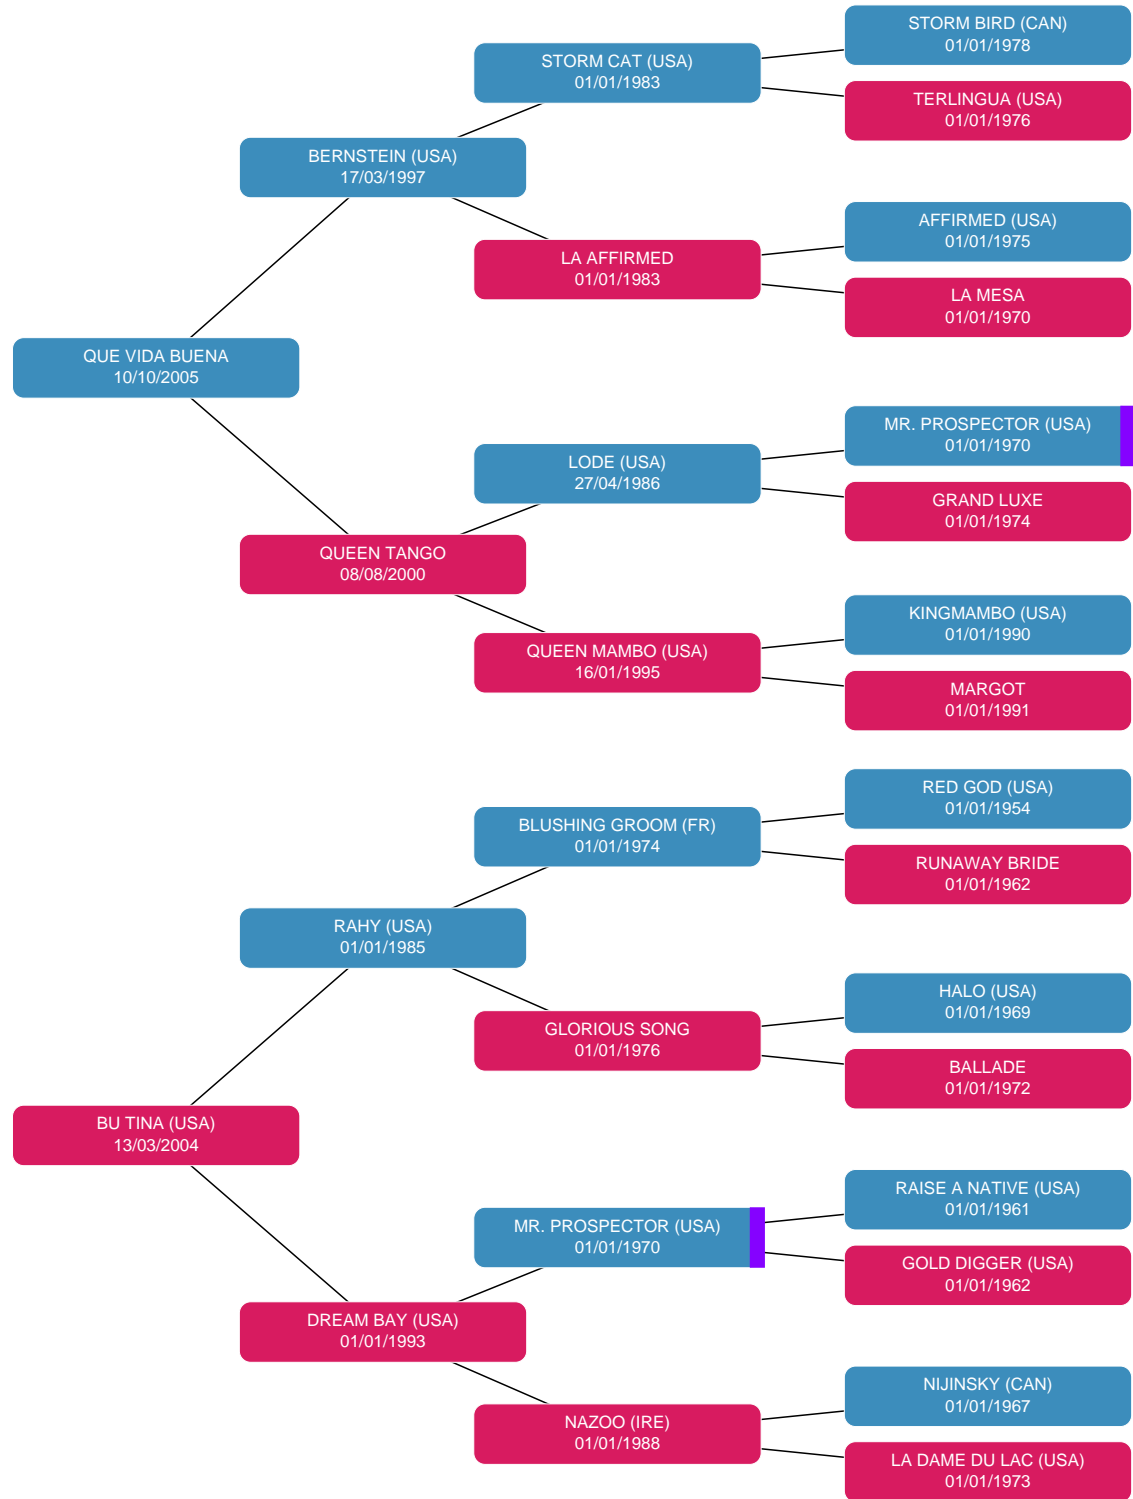 STORM BIRD (CAN)
01/01/1978
STORM CAT (USA)
01/01/1983
TERLINGUA (USA)
01/01/1976
BERNSTEIN (USA)
17/03/1997
AFFIRMED (USA)
01/01/1975
LA AFFIRMED
01/01/1983
LA MESA
01/01/1970
QUE VIDA BUENA
10/10/2005
MR. PROSPECTOR (USA)
01/01/1970
LODE (USA)
27/04/1986
GRAND LUXE
01/01/1974
QUEEN TANGO
08/08/2000
KINGMAMBO (USA)
01/01/1990
QUEEN MAMBO (USA)
16/01/1995
MARGOT
01/01/1991
RED GOD (USA)
01/01/1954
BLUSHING GROOM (FR)
01/01/1974
RUNAWAY BRIDE
01/01/1962
RAHY (USA)
01/01/1985
HALO (USA)
01/01/1969
GLORIOUS SONG
01/01/1976
BALLADE
01/01/1972
BU TINA (USA)
13/03/2004
RAISE A NATIVE (USA)
01/01/1961
MR. PROSPECTOR (USA)
01/01/1970
GOLD DIGGER (USA)
01/01/1962
DREAM BAY (USA)
01/01/1993
NIJINSKY (CAN)
01/01/1967
NAZOO (IRE)
01/01/1988
LA DAME DU LAC (USA)
01/01/1973